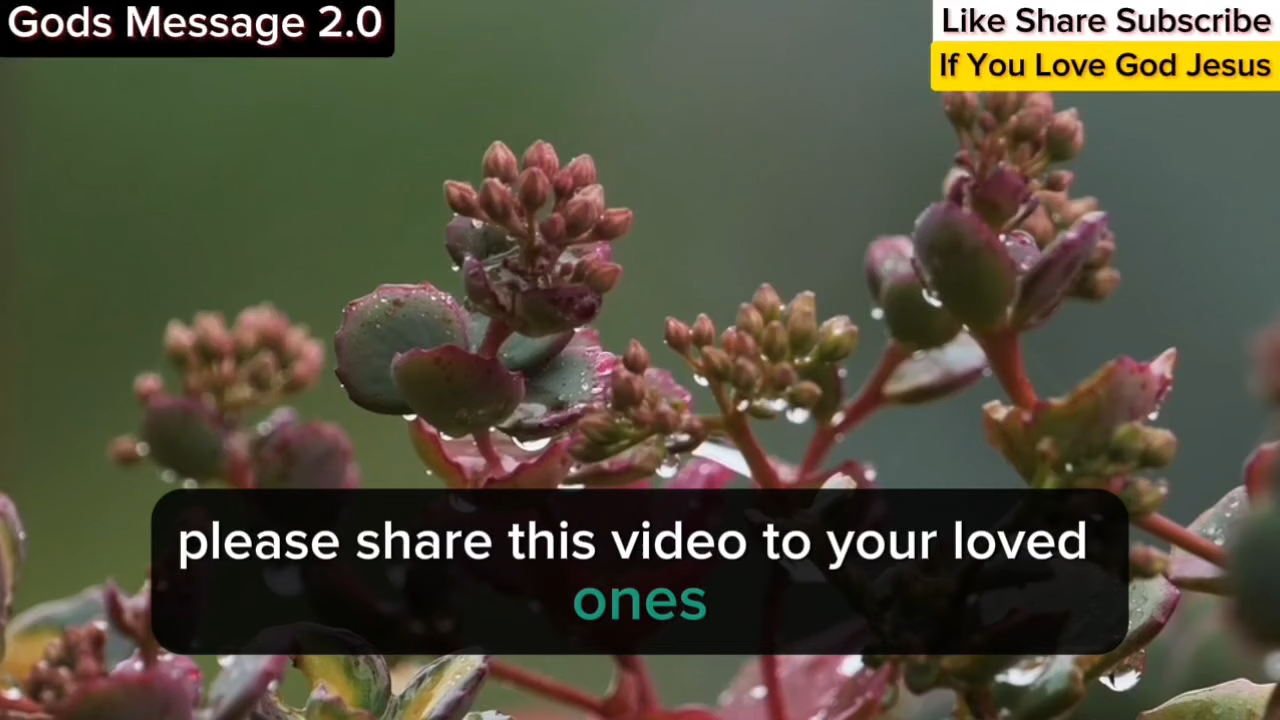 Gods Message 2.0
Like Share Subscribe
If You Love God Jesus
please share this video to your loved
ones